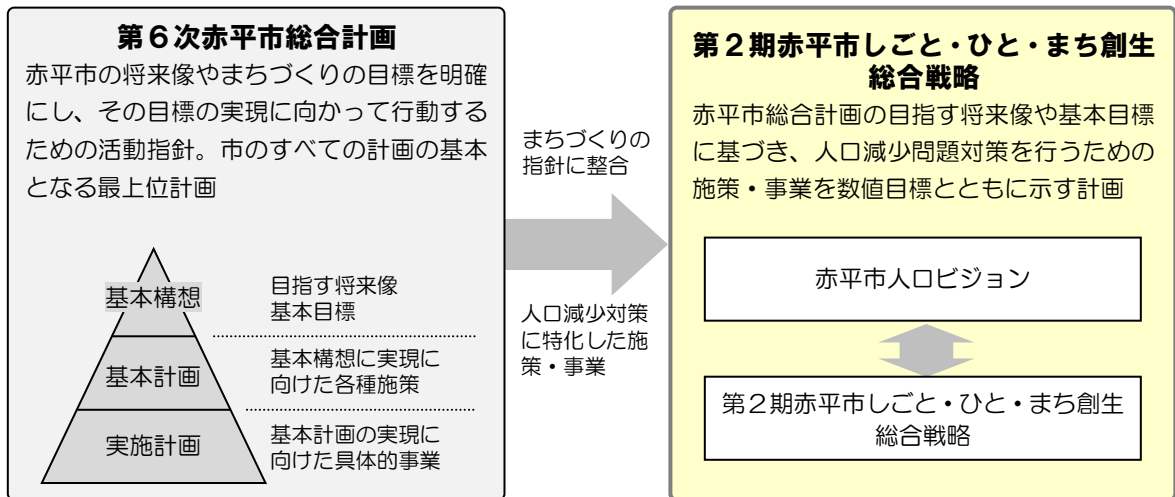 第６次赤平市総合計画
赤平市の将来像やまちづくりの目標を明確
にし、その目標の実現に向かって行動する
ための活動指針。市のすべての計画の基本
となる最上位計画
基本構想
目指す将来像
基本目標
基本計画
基本構想に実現に
向けた各種施策
実施計画
基本計画の実現に
向けた具体的事業
まちづくりの
指針に整合
人口減少対策
に特化した施
策・事業
第２期赤平市しごと・ひと・まち創生
総合戦略
赤平市総合計画の目指す将来像や基本目標
に基づき、人口減少問題対策を行うための
施策・事業を数値目標とともに示す計画
赤平市人口ビジョン
第２期赤平市しごと・ひと・まち創生
総合戦略